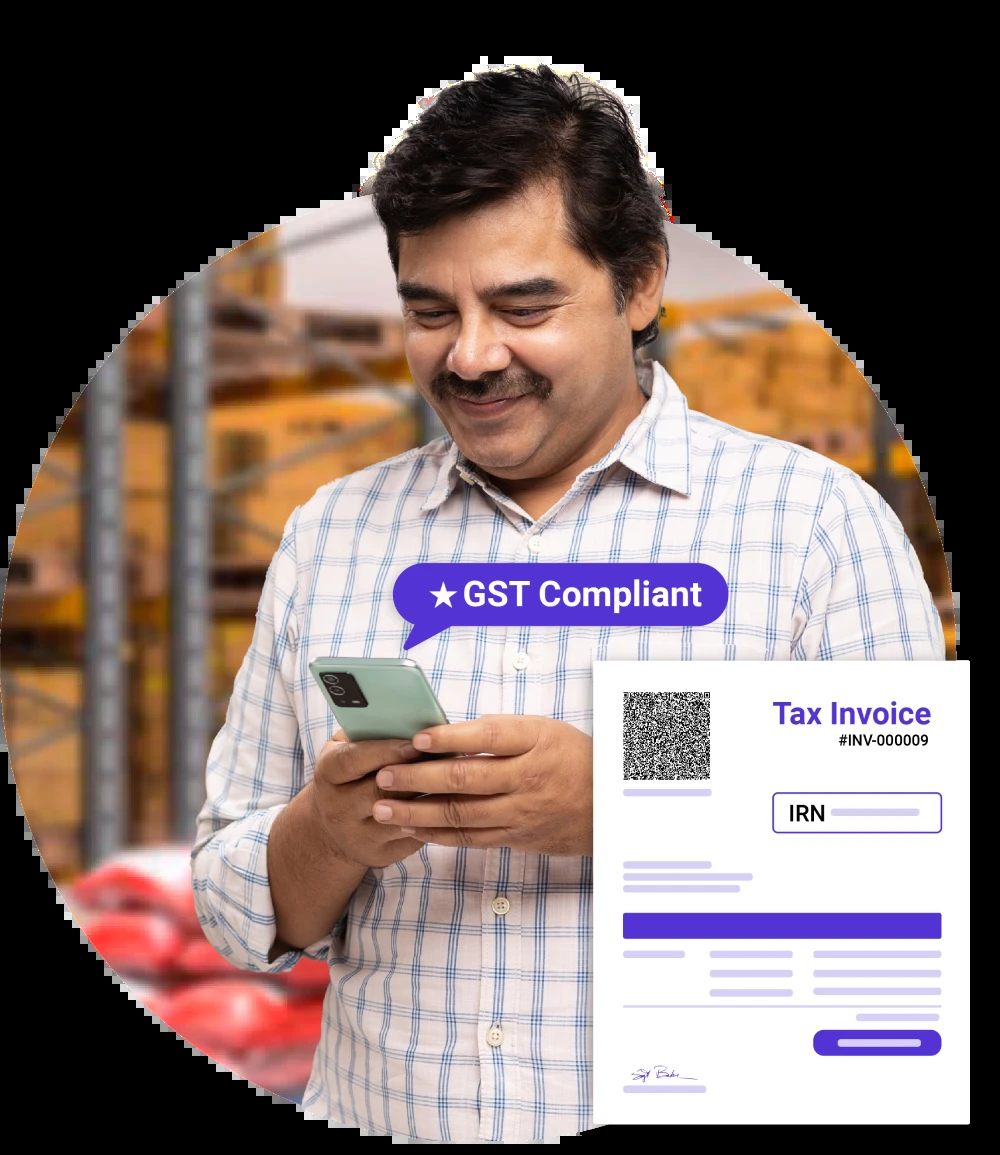 ★ GST Compliant
Tax Invoice
#INV-000009
IRN